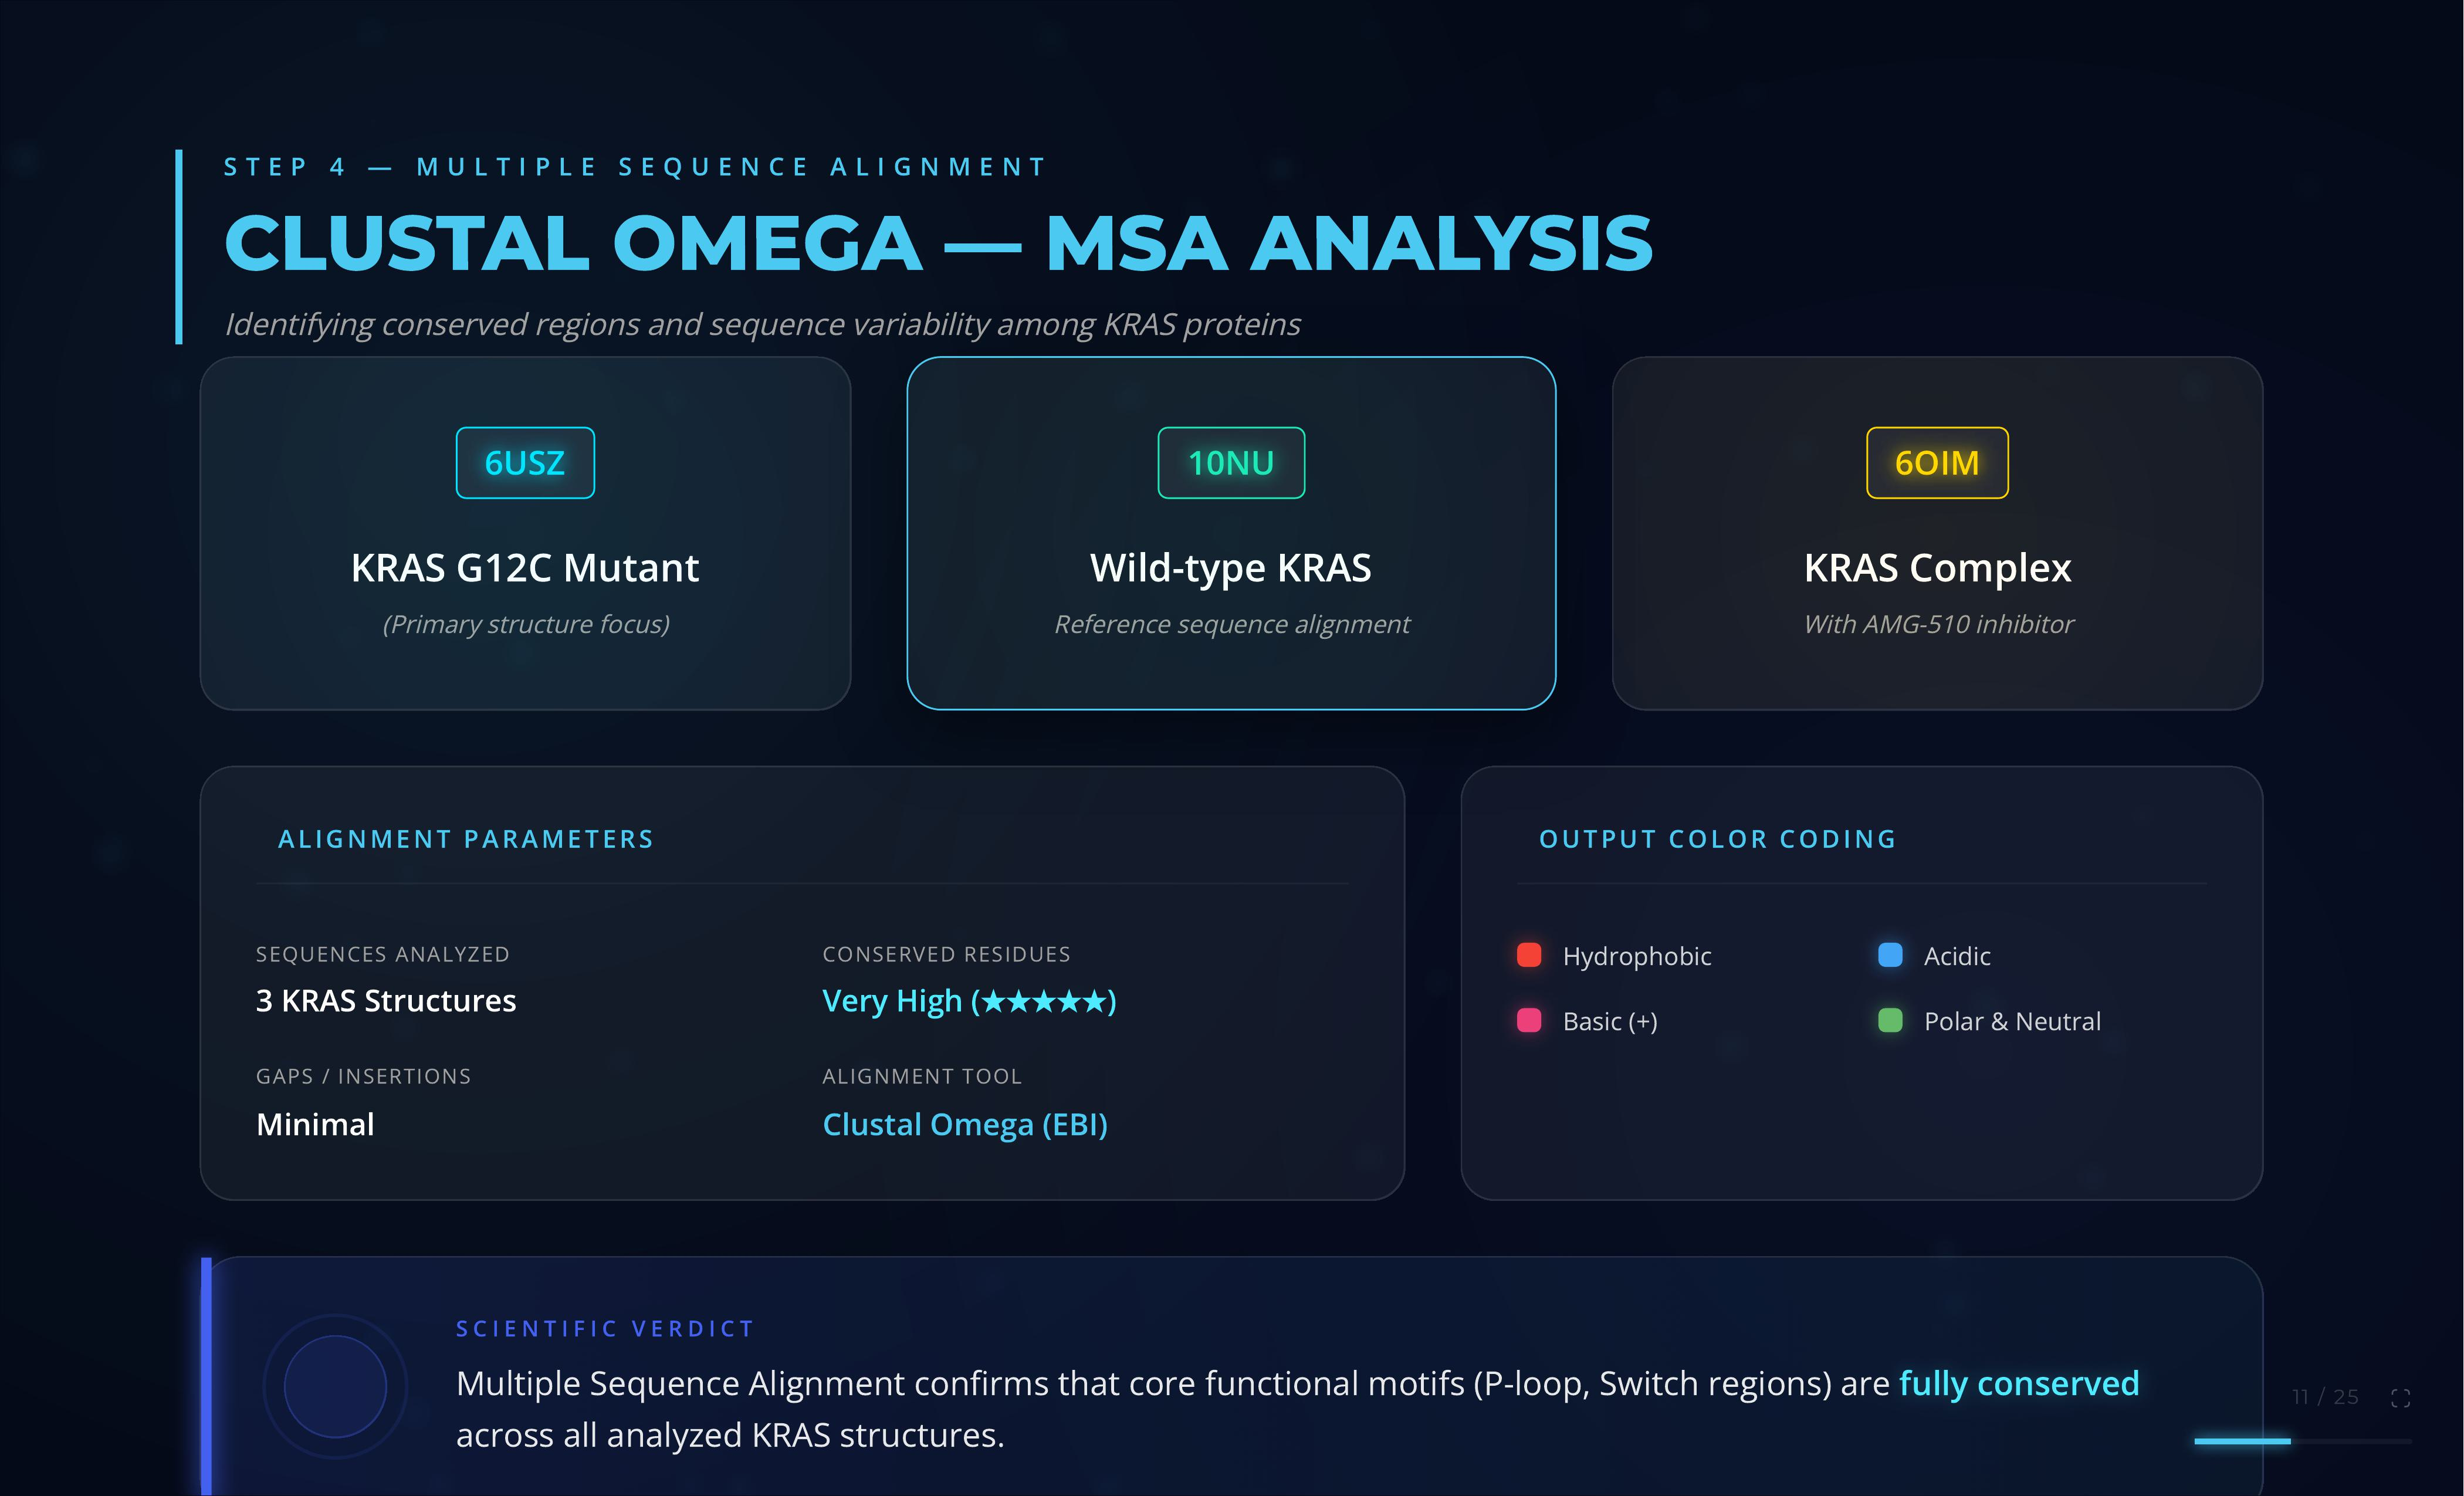 STEP 4 — MULTIPLE SEQUENCE ALIGNMENT
CLUSTAL OMEGA — MSA ANALYSIS
Identifying conserved regions and sequence variability among KRAS proteins
6USZ
KRAS G12C Mutant
(Primary structure focus)
10NU
Wild-type KRAS
Reference sequence alignment
6OIM
KRAS Complex
With AMG-510 inhibitor
ALIGNMENT PARAMETERS
SEQUENCES ANALYZED
3 KRAS Structures
CONSERVED RESIDUES
Very High (★★★★★)
GAPS / INSERTIONS
Minimal
ALIGNMENT TOOL
Clustal Omega (EBI)
OUTPUT COLOR CODING
Hydrophobic
Acidic
Basic (+)
Polar & Neutral
SCIENTIFIC VERDICT
Multiple Sequence Alignment confirms that core functional motifs (P-loop, Switch regions) are fully conserved
across all analyzed KRAS structures.
11 / 25